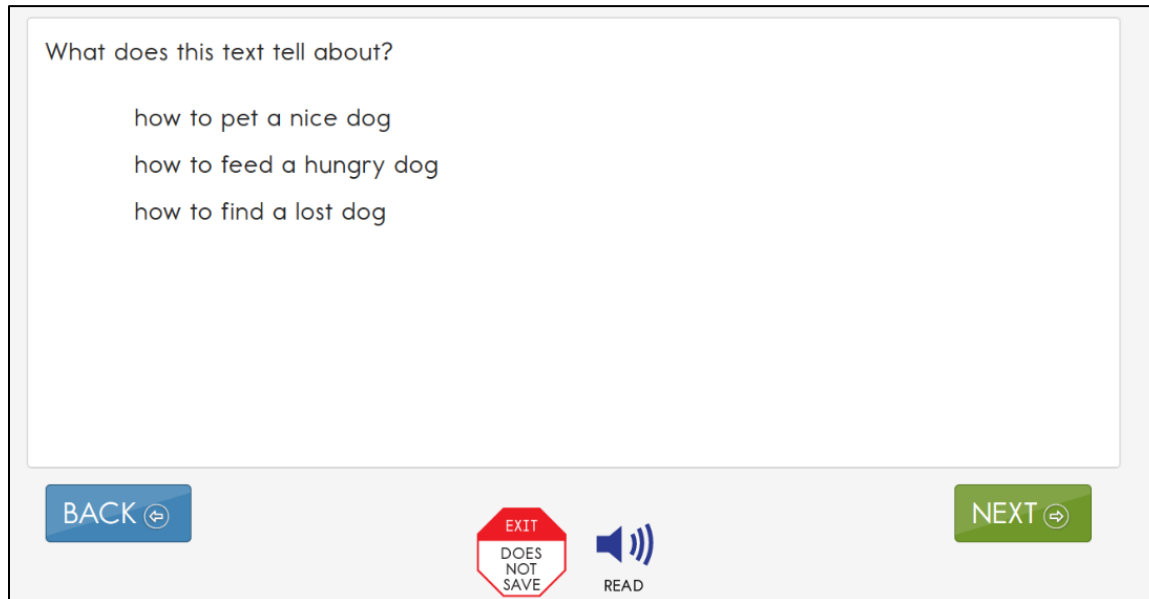 What does this text tell about?
how to pet a nice dog
how to feed a hungry dog
how to find a lost dog
BACK
NEXT
EXIT
DOES
NOT
SAVE
READ